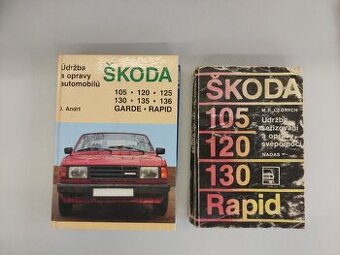 Údržba
a opravy
automobilů
ŠKODA
J. Andrt
105 • 120 • 125
130 • 135 • 136
GARDE • RAPID
ŠKODA
105
120
130
Rapid
M. R. CEDRYCH
Údržba
seřizování
a opravy
svépomocí
NADAS